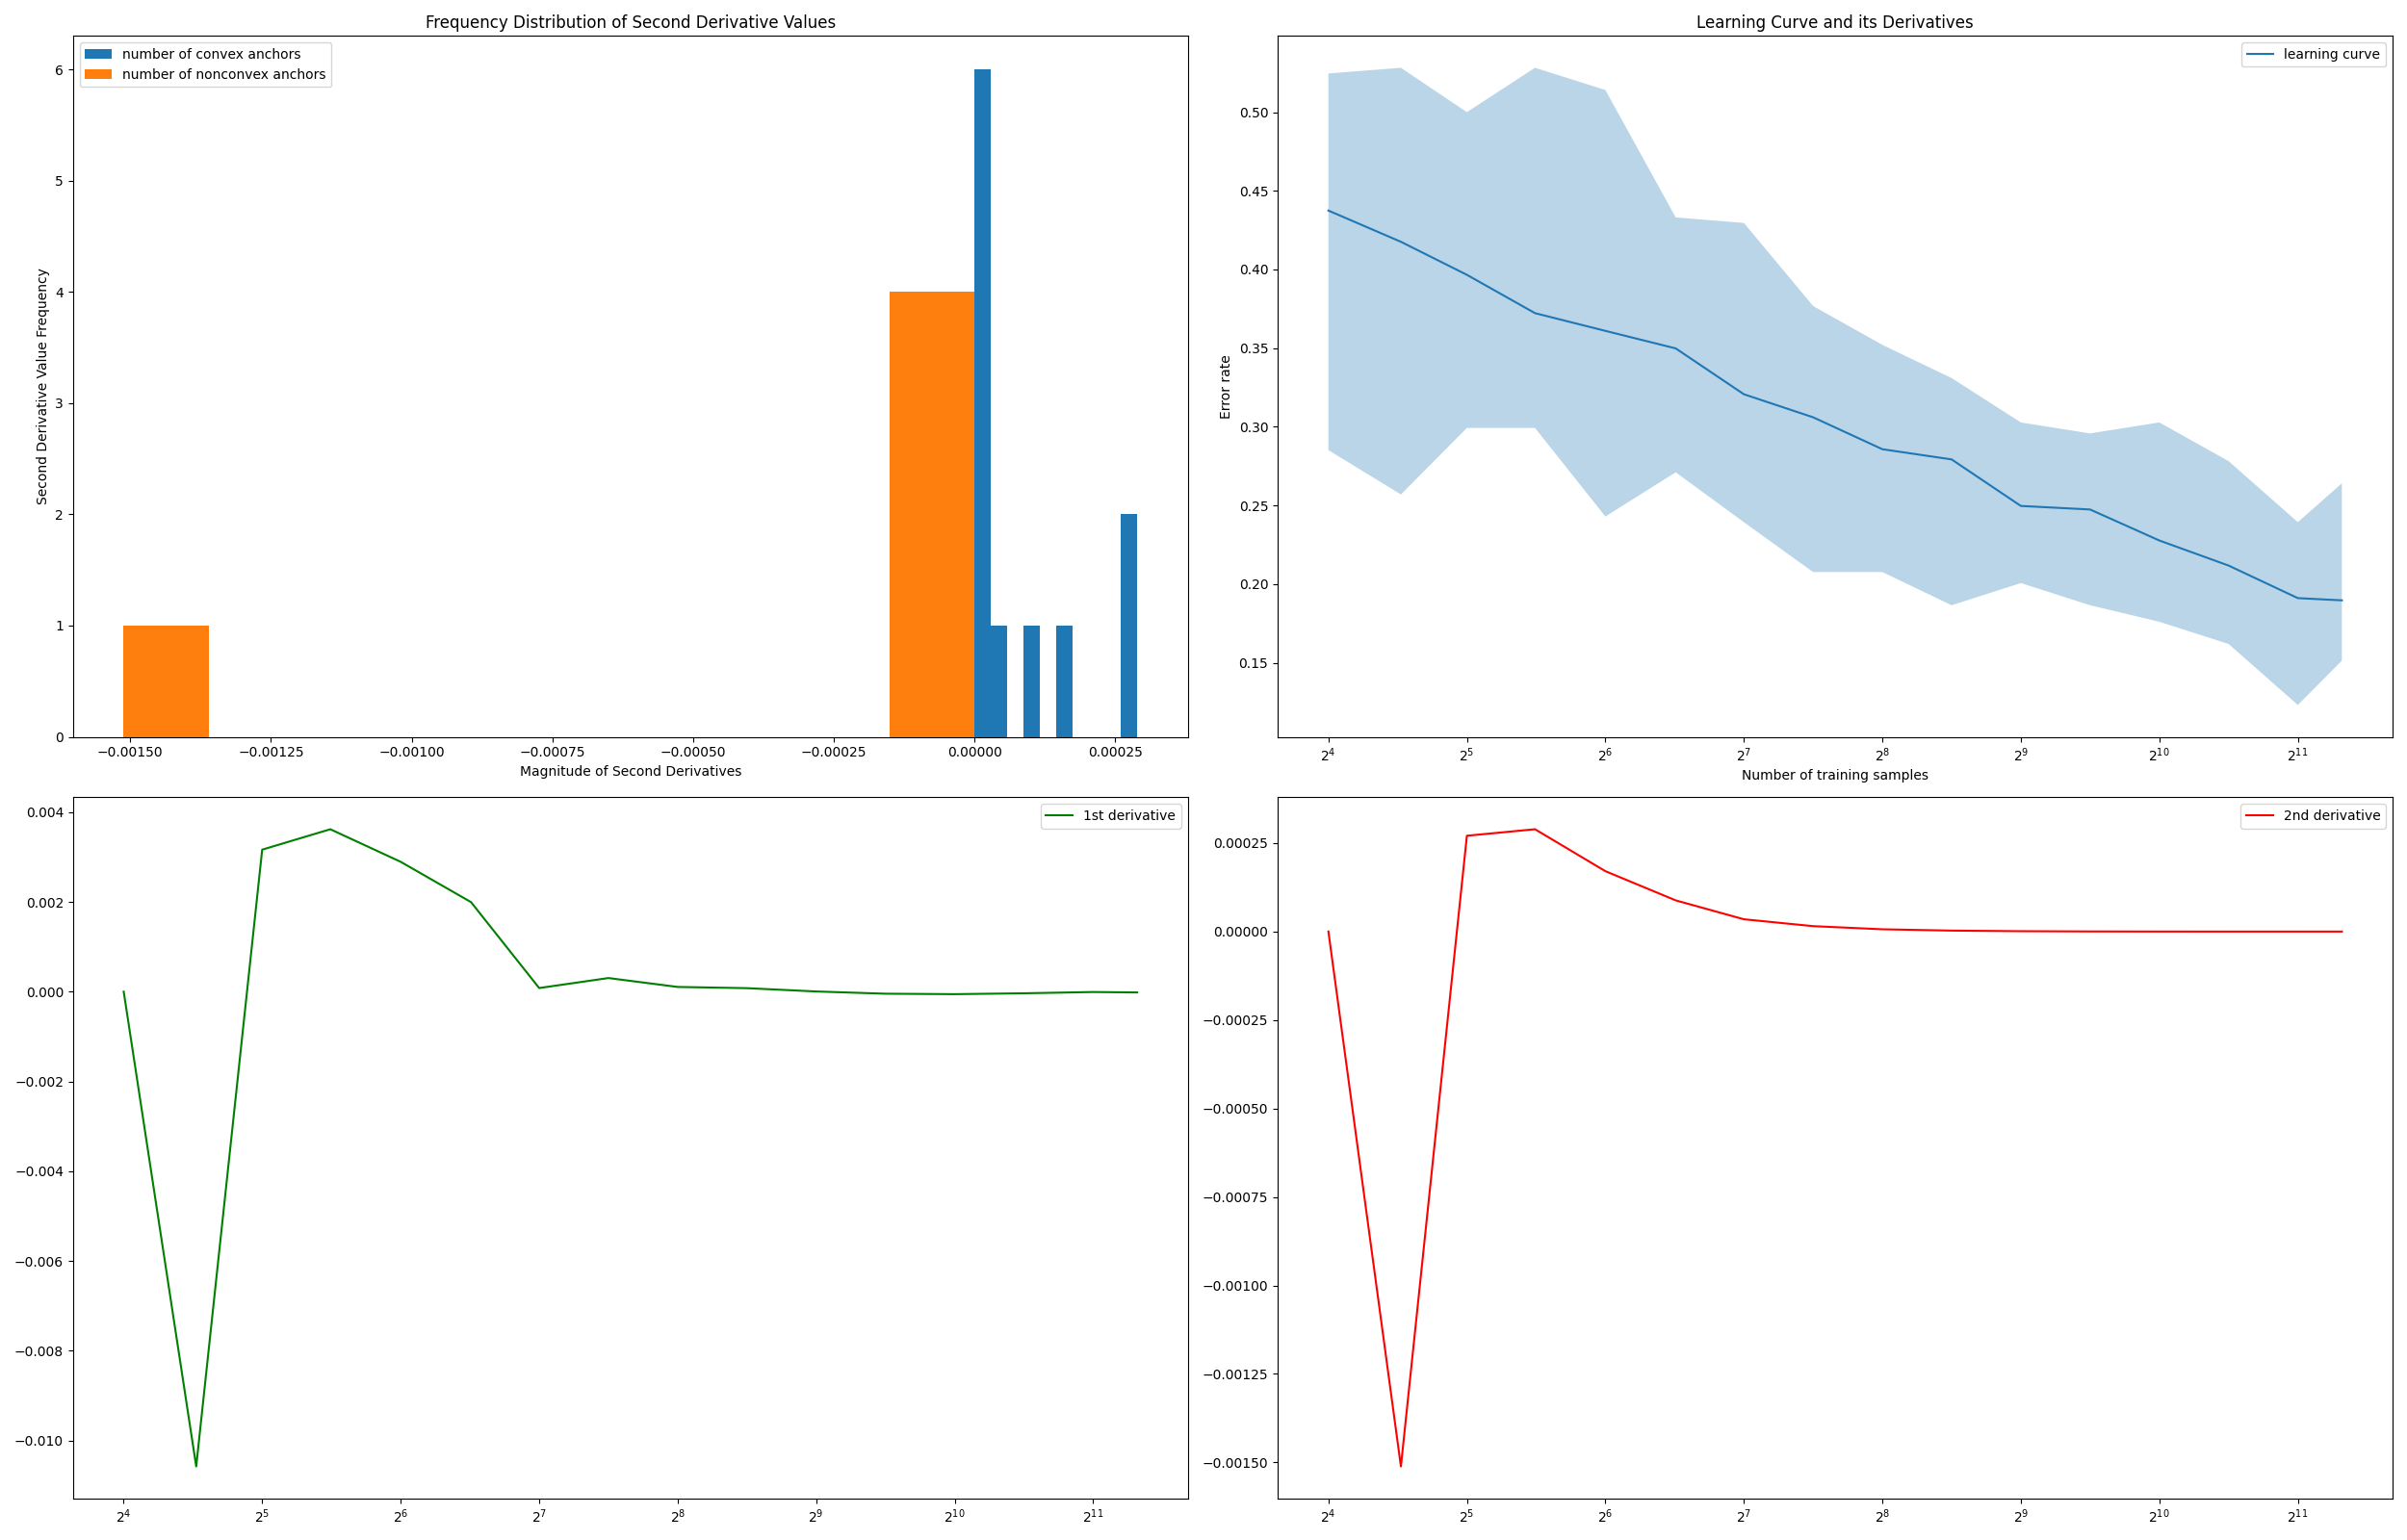 Frequency Distribution of Second Derivative Values
number of convex anchors
number of nonconvex anchors
6
5
4
3
2
1
0
Second Derivative Value Frequency
−0.00150 −0.00125 −0.00100 −0.00075 −0.00050 −0.00025 0.00000 0.00025
Magnitude of Second Derivatives
Learning Curve and its Derivatives
learning curve
0.50
0.45
0.40
0.35
0.30
0.25
0.20
0.15
Error rate
2⁴ 2⁵ 2⁶ 2⁷ 2⁸ 2⁹ 2¹⁰ 2¹¹
Number of training samples
1st derivative
0.004
0.002
0.000
−0.002
−0.004
−0.006
−0.008
−0.010
2⁴ 2⁵ 2⁶ 2⁷ 2⁸ 2⁹ 2¹⁰ 2¹¹
2nd derivative
0.00025
0.00000
−0.00025
−0.00050
−0.00075
−0.00100
−0.00125
−0.00150
2⁴ 2⁵ 2⁶ 2⁷ 2⁸ 2⁹ 2¹⁰ 2¹¹